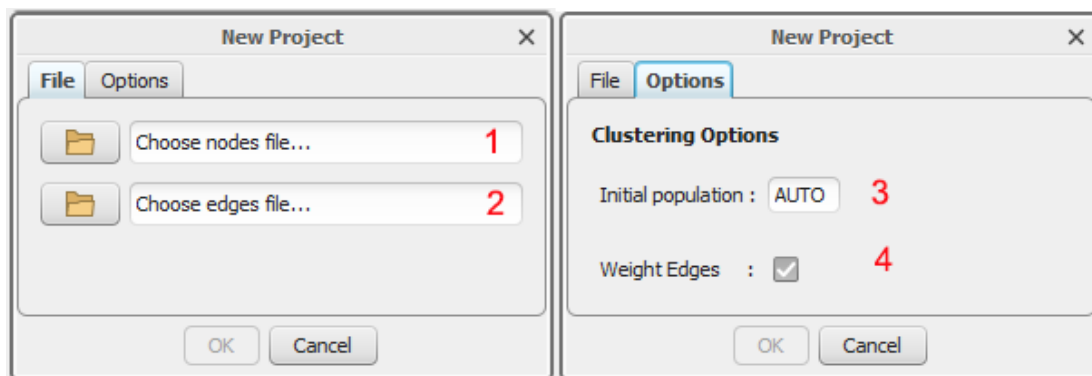 New Project
File Options
Choose nodes file... 1
Choose edges file... 2
OK Cancel
New Project
File Options
Clustering Options
Initial population : AUTO 3
Weight Edges : 4
OK Cancel